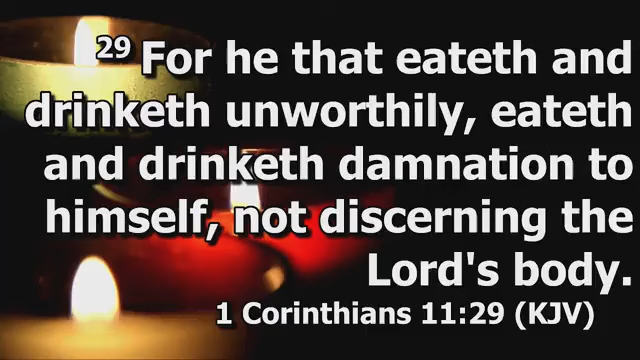 29 For he that eateth and
drinketh unworthily, eateth
and drinketh damnation to
himself, not discerning the
Lord's body.
1 Corinthians 11:29 (KJV)